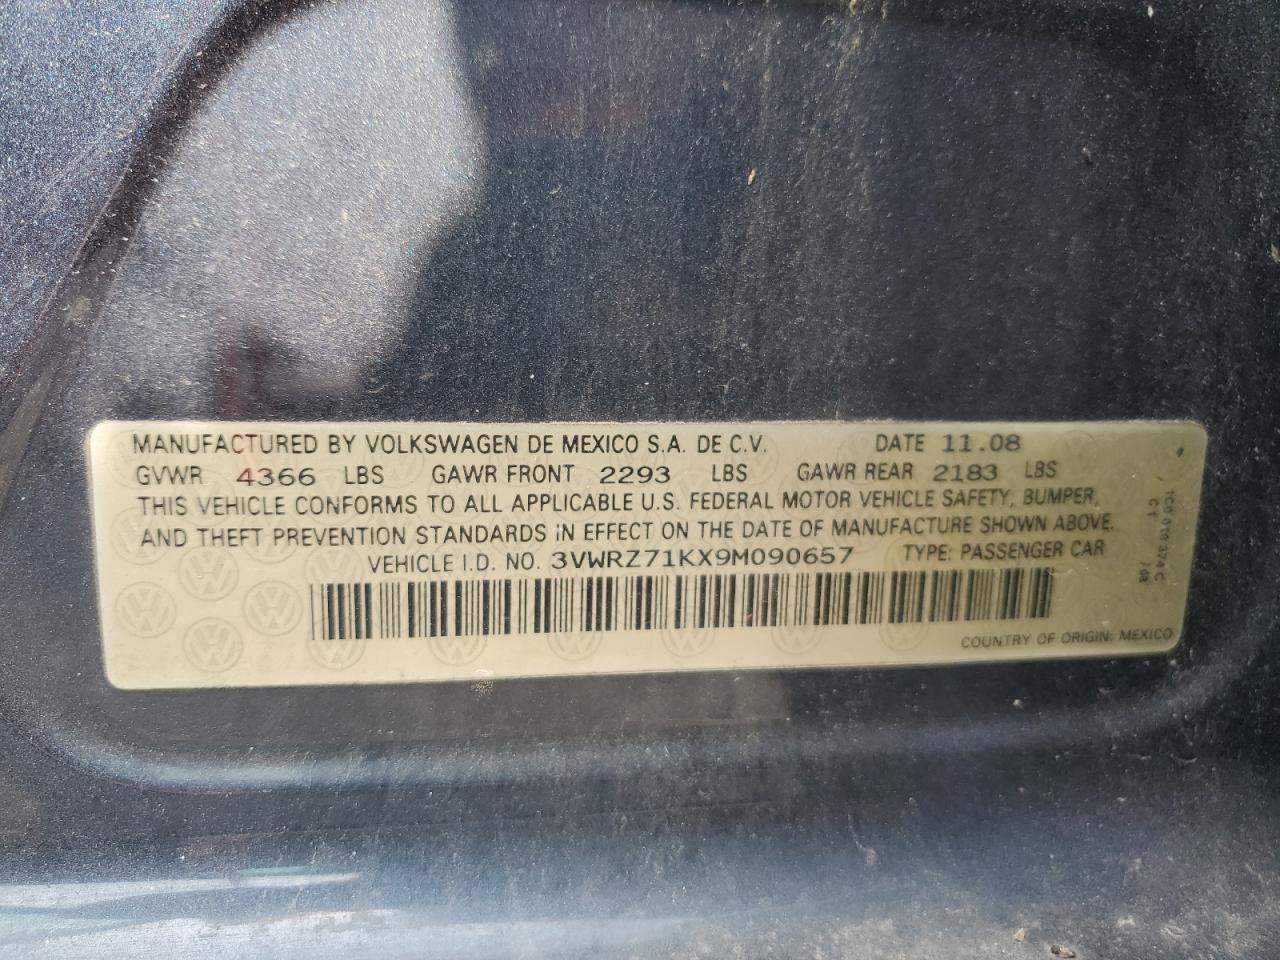 MANUFACTURED BY VOLKSWAGEN DE MEXICO S.A. DE C.V. DATE 11.08
GVWR 4366 LBS GAWR FRONT 2293 LBS GAWR REAR 2183 LBS
THIS VEHICLE CONFORMS TO ALL APPLICABLE U.S. FEDERAL MOTOR VEHICLE SAFETY, BUMPER,
AND THEFT PREVENTION STANDARDS IN EFFECT ON THE DATE OF MANUFACTURE SHOWN ABOVE.
VEHICLE I.D. NO. 3VWRZ71KX9M090657 TYPE: PASSENGER CAR
COUNTRY OF ORIGIN: MEXICO